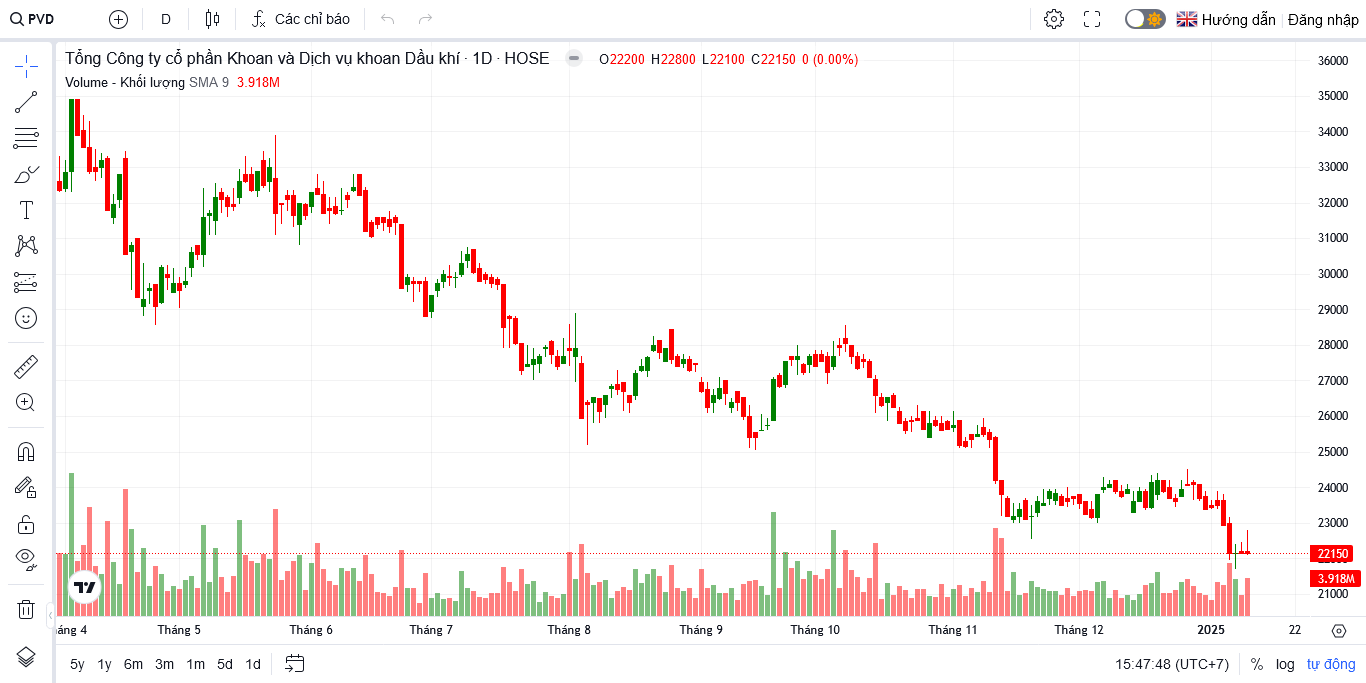 PVD D Các chỉ báo Hướng dẫn Đăng nhập
Tổng Công ty cổ phần Khoan và Dịch vụ khoan Dầu khí · 1D · HOSE O22200 H22800 L22100 C22150 0 (0.00%)
Volume - Khối lượng SMA 9 3.918M
36000
35000
34000
33000
32000
31000
30000
29000
28000
27000
26000
25000
24000
23000
22150
3.918M
21000
áng 4 Tháng 5 Tháng 6 Tháng 7 Tháng 8 Tháng 9 Tháng 10 Tháng 11 Tháng 12 2025 22
5y 1y 6m 3m 1m 5d 1d 15:47:48 (UTC+7) % log tự động